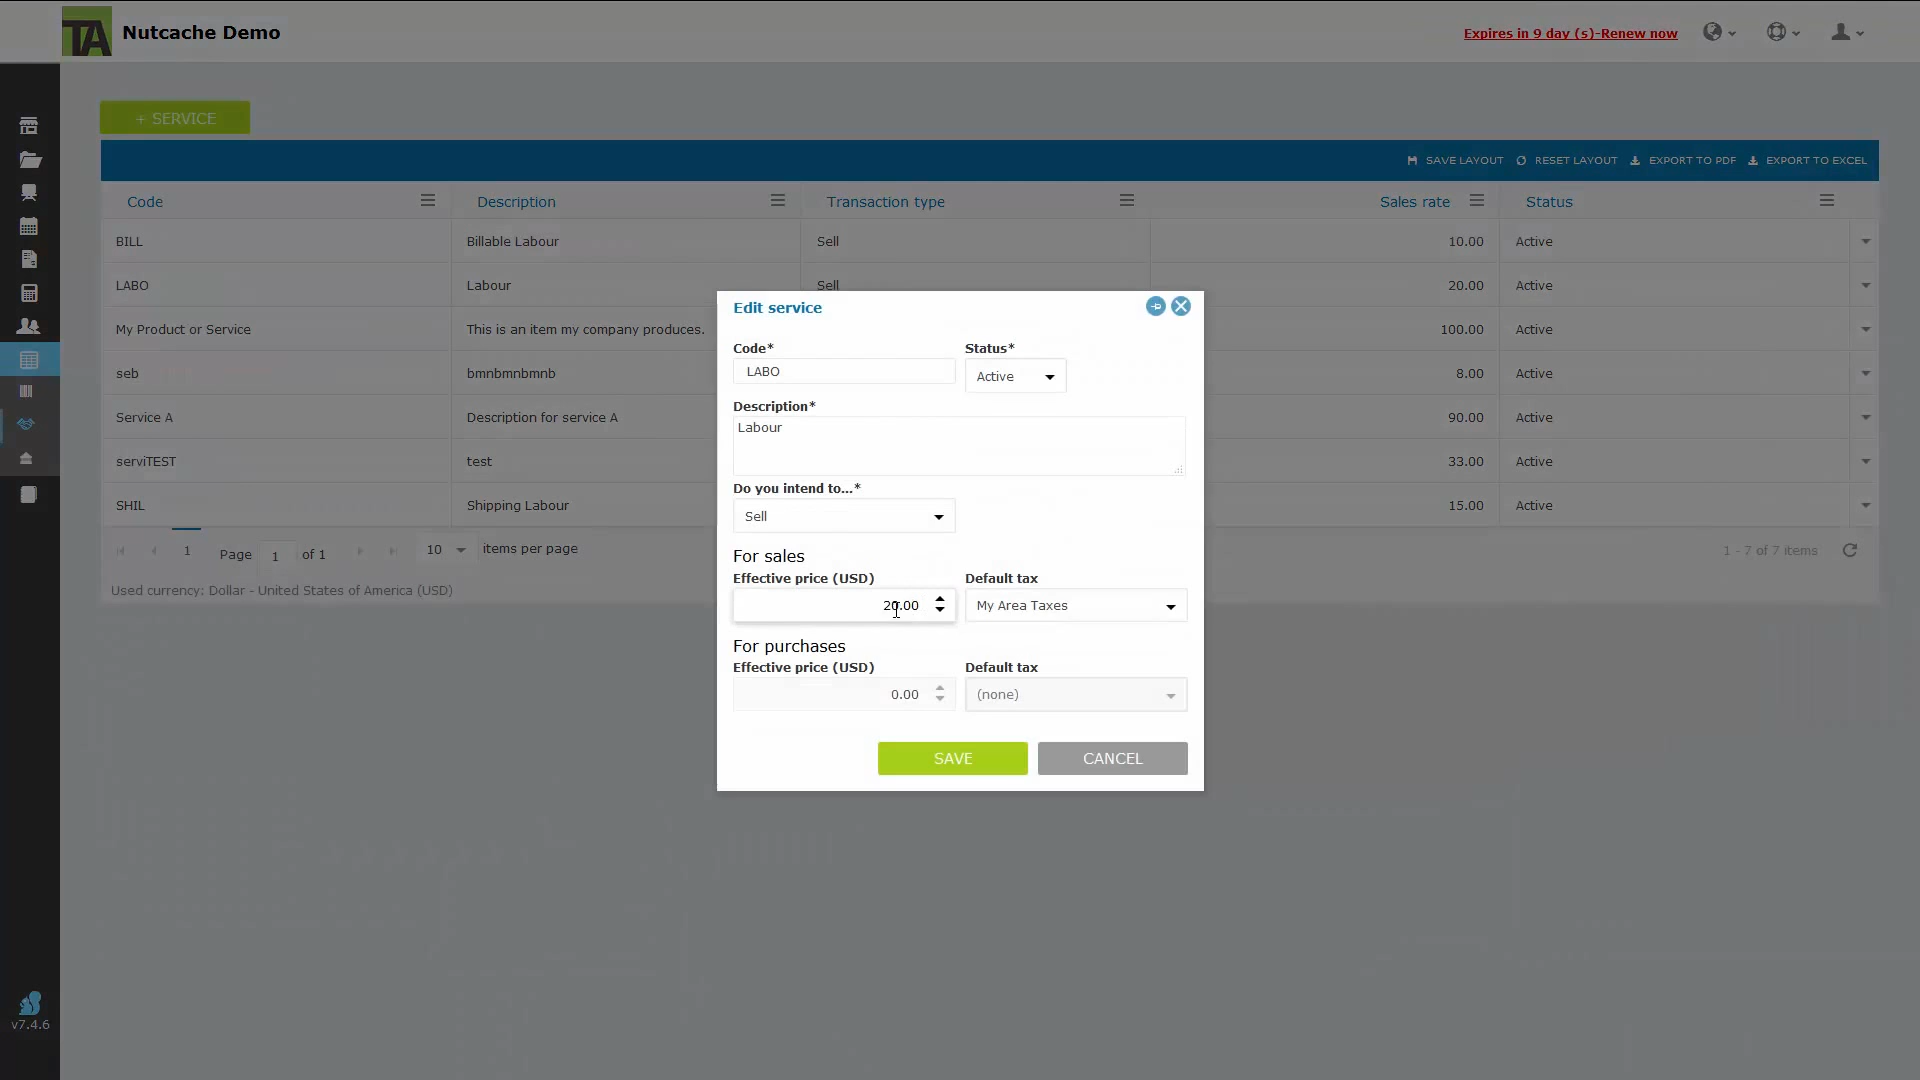 TA Nutcache Demo
Expires in 9 day (s)-Renew now
+ SERVICE
SAVE LAYOUT RESET LAYOUT EXPORT TO PDF EXPORT TO EXCEL
Code Description Transaction type Sales rate Status
BILL Billable Labour Sell 10.00 Active
LABO Labour Sell 20.00 Active
My Product or Service This is an item my company produces. 100.00 Active
seb bmnbmnbmnb 8.00 Active
Service A Description for service A 90.00 Active
serviTEST test 33.00 Active
SHIL Shipping Labour 15.00 Active
1 Page 1 of 1 10 items per page 1 - 7 of 7 items
Used currency: Dollar - United States of America (USD)
Edit service
Code* Status*
LABO Active
Description*
Labour
Do you intend to...*
Sell
For sales
Effective price (USD) Default tax
20.00 My Area Taxes
For purchases
Effective price (USD) Default tax
0.00 (none)
SAVE CANCEL
v7.4.6